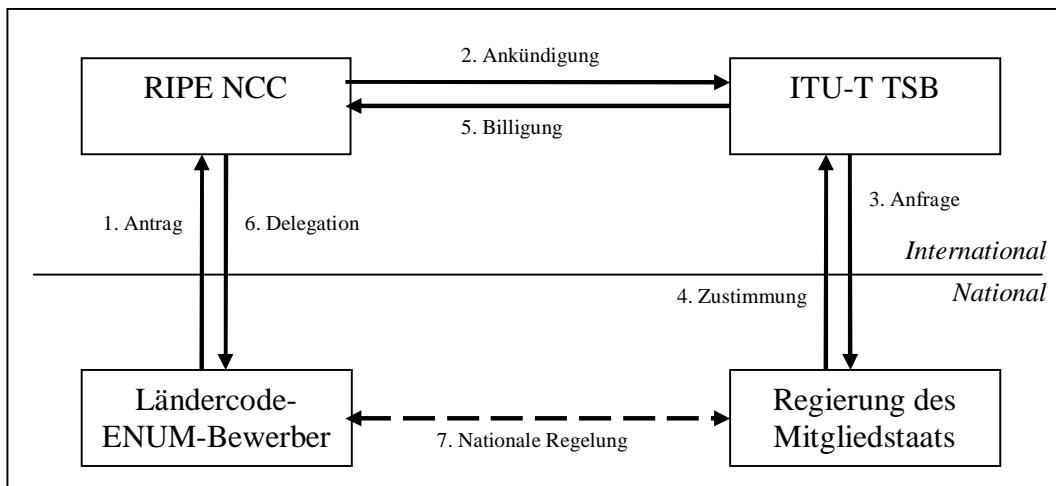 2. Ankündigung
RIPE NCC
ITU-T TSB
5. Billigung
1. Antrag
6. Delegation
3. Anfrage
International
4. Zustimmung
National
Ländercode-
ENUM-Bewerber
7. Nationale Regelung
Regierung des
Mitgliedstaats